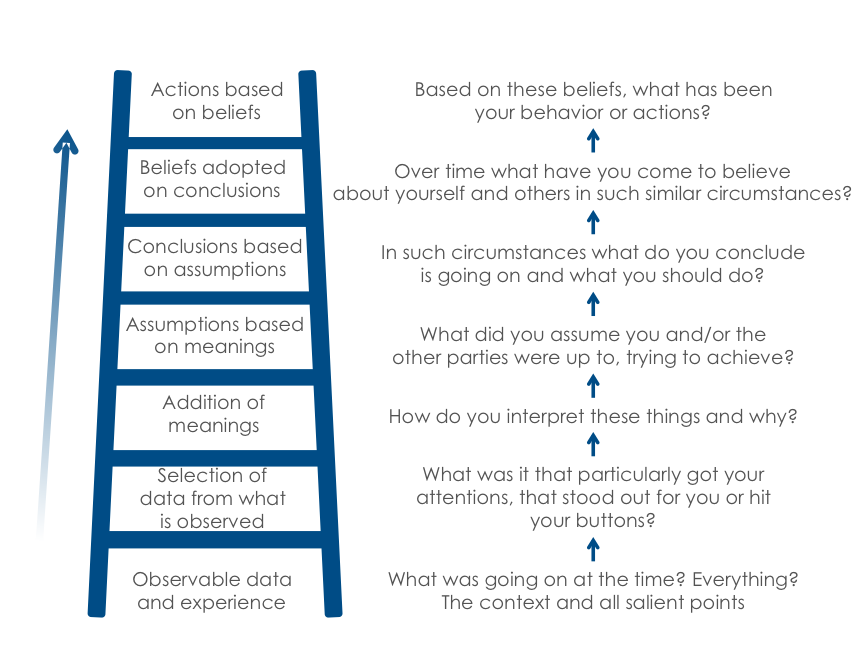 Actions based
on beliefs
Based on these beliefs, what has been
your behavior or actions?
Beliefs adopted
on conclusions
Over time what have you come to believe
about yourself and others in such similar circumstances?
Conclusions based
on assumptions
In such circumstances what do you conclude
is going on and what you should do?
Assumptions based
on meanings
What did you assume you and/or the
other parties were up to, trying to achieve?
Addition of
meanings
How do you interpret these things and why?
Selection of
data from what
is observed
What was it that particularly got your
attentions, that stood out for you or hit
your buttons?
Observable data
and experience
What was going on at the time? Everything?
The context and all salient points